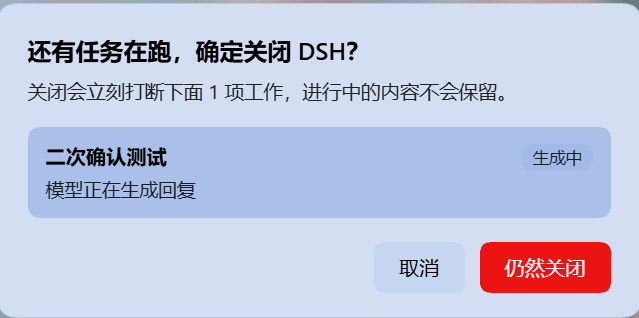 还有任务在跑，确定关闭 DSH？
关闭会立刻打断下面 1 项工作，进行中的内容不会保留。
二次确认测试
生成中
模型正在生成回复
取消
仍然关闭